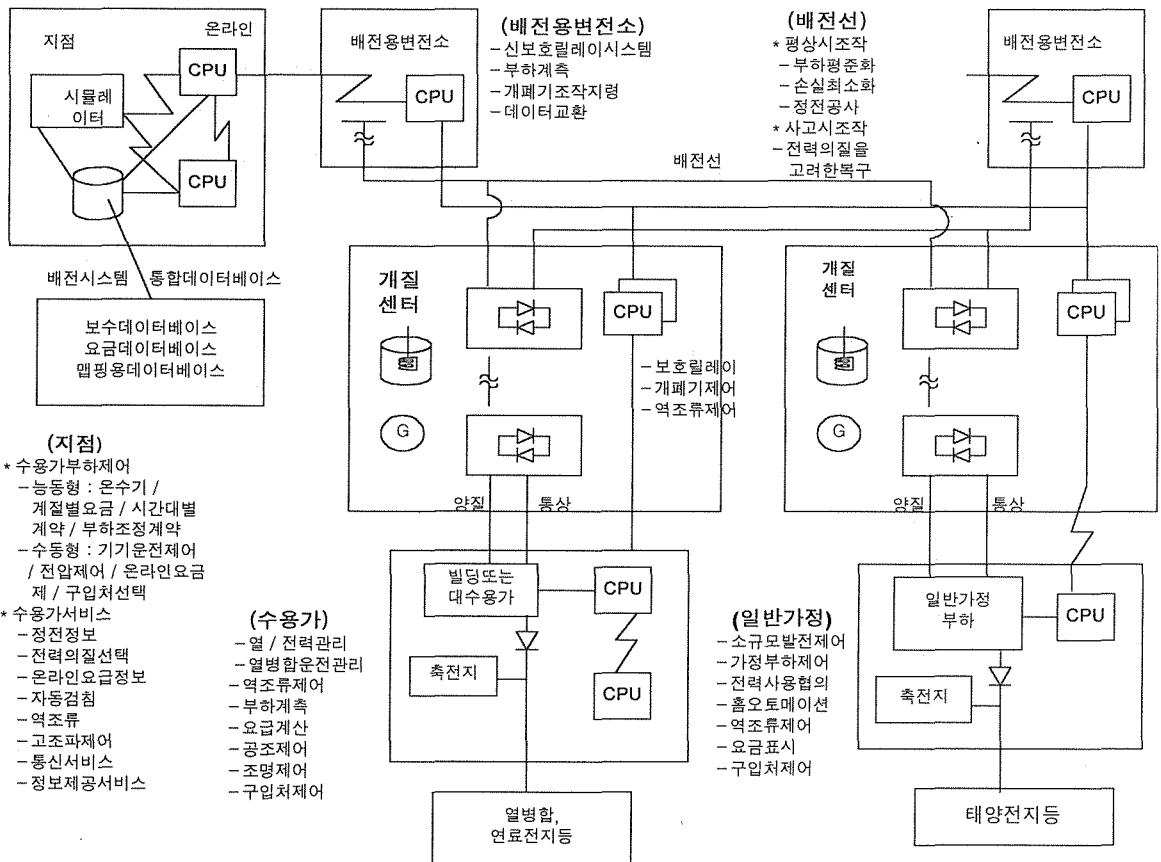 지점
온라인
시뮬레
이터
CPU
CPU
배전시스템 통합데이터베이스
보수데이터베이스
요금데이터베이스
맵핑용데이터베이스
배전용변전소
CPU
(배전용변전소)
-신보호릴레이시스템
-부하계측
-개폐기조작지령
-데이터교환
(배전선)
* 평상시조작
-부하평준화
-손실최소화
-정전공사
* 사고시조작
-전력의질을
고려한복구
배전용변전소
CPU
배전선
개질
센터
G
CPU
-보호릴레이
-개폐기제어
-역조류제어
양질
통상
개질
센터
G
CPU
양질
통상
(지점)
* 수용가부하제어
-능동형 : 온수기 /
계절별요금 / 시간대별
계약 / 부하조정계약
-수동형 : 기기운전제어
/ 전압제어 / 온라인요금
제 / 구입처선택
* 수용가서비스
-정전정보
-전력의질선택
-온라인요급정보
-자동검침
-역조류
-고조파제어
-통신서비스
-정보제공서비스
(수용가)
-열 / 전력관리
-열병합운전관리
-역조류제어
-부하계측
-요급계산
-공조제어
-조명제어
-구입처제어
빌딩또는
대수용가
CPU
축전지
CPU
열병합,
연료전지등
(일반가정)
-소규모발전제어
-가정부하제어
-전력사용협의
-홈오토메이션
-역조류제어
-요금표시
-구입처제어
일반가정
부하
CPU
축전지
태양전지등